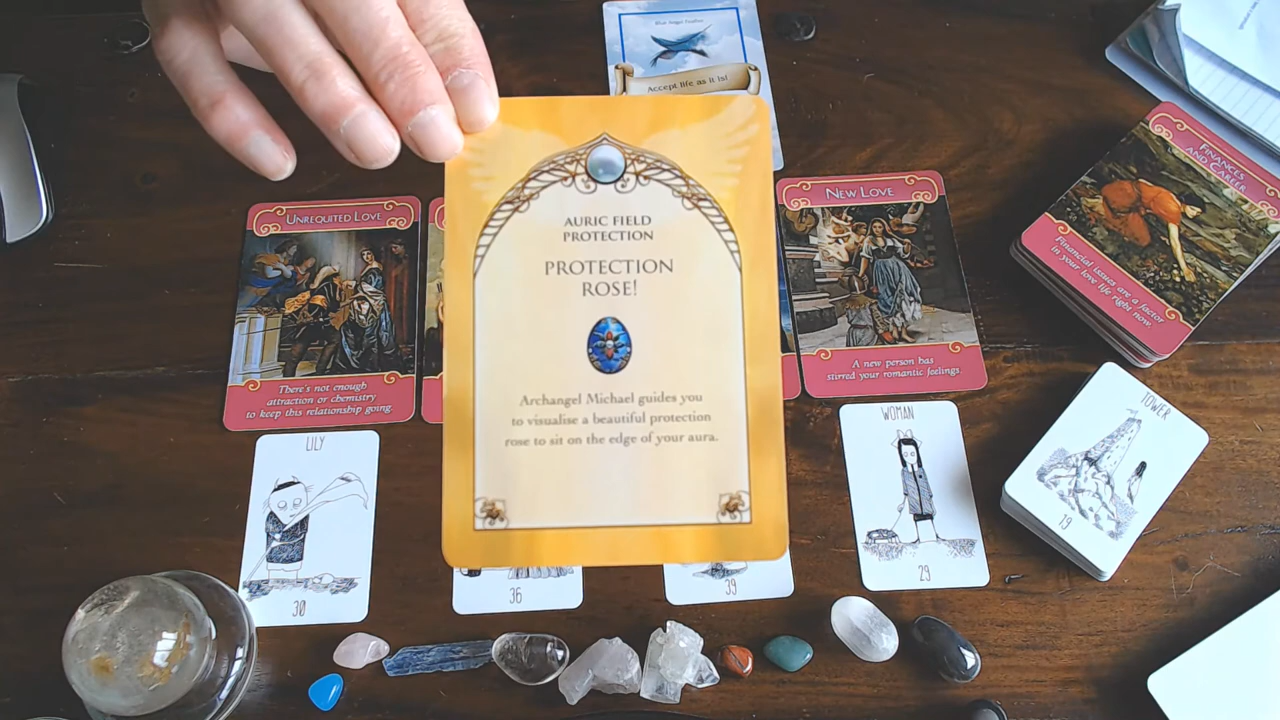 Blue Angel Feather
Accept life as it is!
AURIC FIELD
PROTECTION
PROTECTION
ROSE!
Archangel Michael guides you
to visualise a beautiful protection
rose to sit on the edge of your aura.
UNREQUITED LOVE
There's not enough
attraction or chemistry
to keep this relationship going.
NEW LOVE
A new person has
stirred your romantic feelings.
FINANCES
AND CAREER
Financial issues are a factor
in your love life right now.
LILY
30
36
39
WOMAN
29
TOWER
19